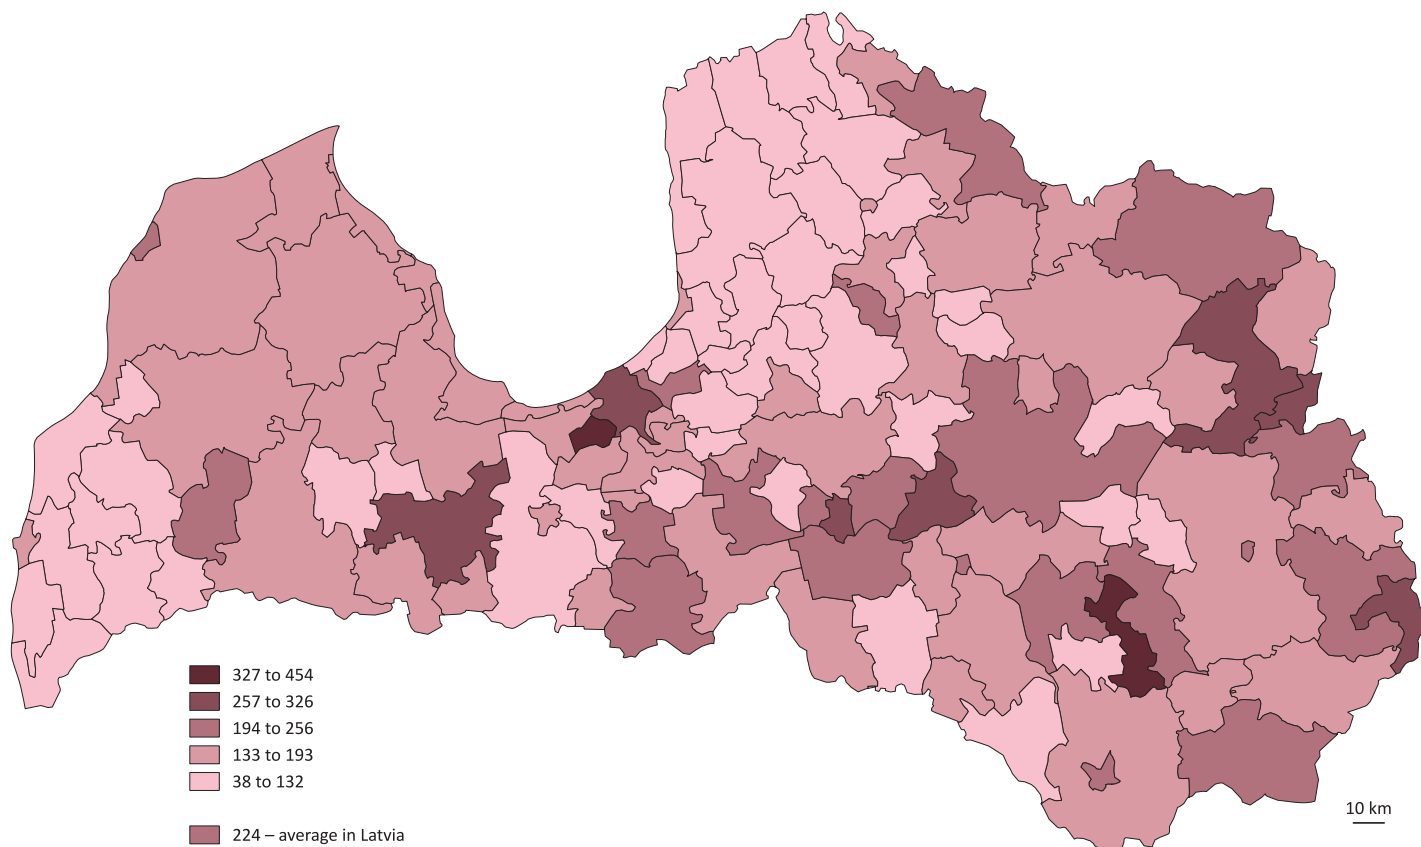 327 to 454
257 to 326
194 to 256
133 to 193
38 to 132
224 – average in Latvia
10 km